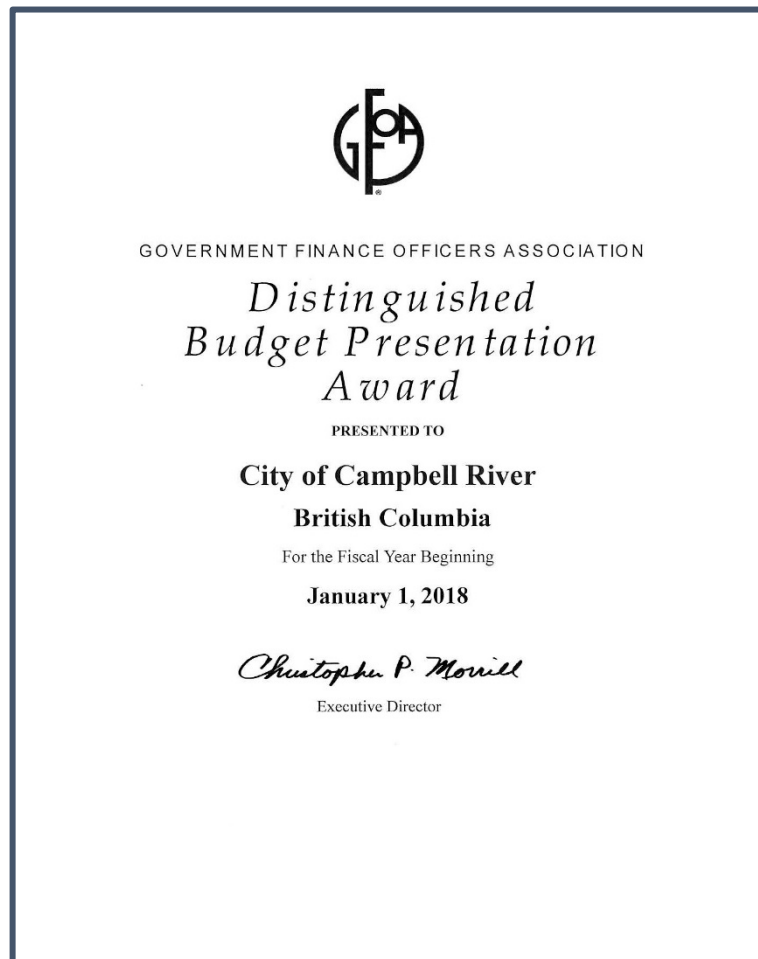 GFOA
®
GOVERNMENT FINANCE OFFICERS ASSOCIATION
Distinguished
Budget Presentation
Award
PRESENTED TO
City of Campbell River
British Columbia
For the Fiscal Year Beginning
January 1, 2018
Christopher P. Morrill
Executive Director